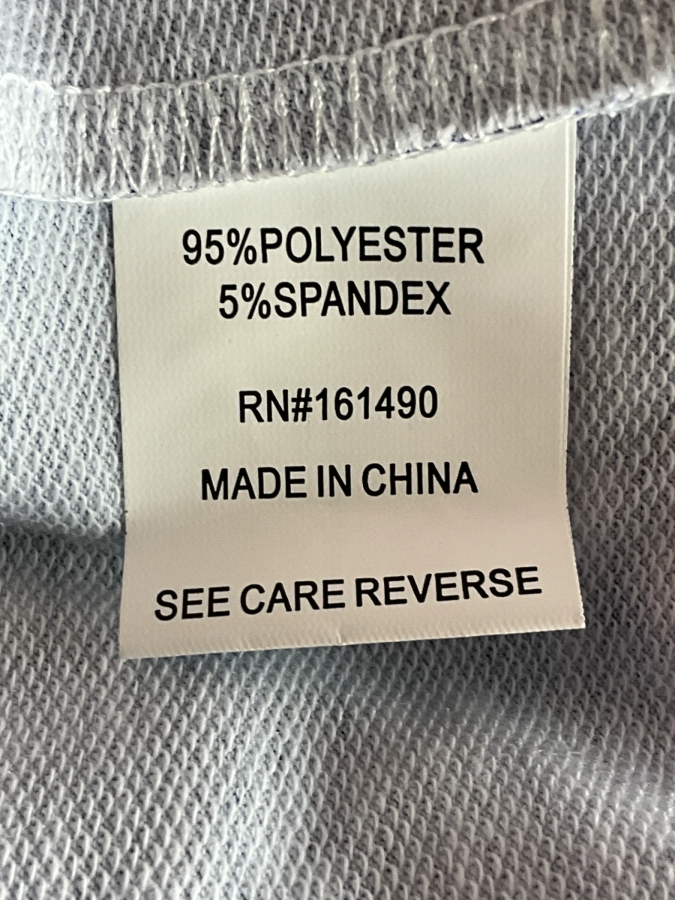 95%POLYESTER
5%SPANDEX
RN#161490
MADE IN CHINA
SEE CARE REVERSE